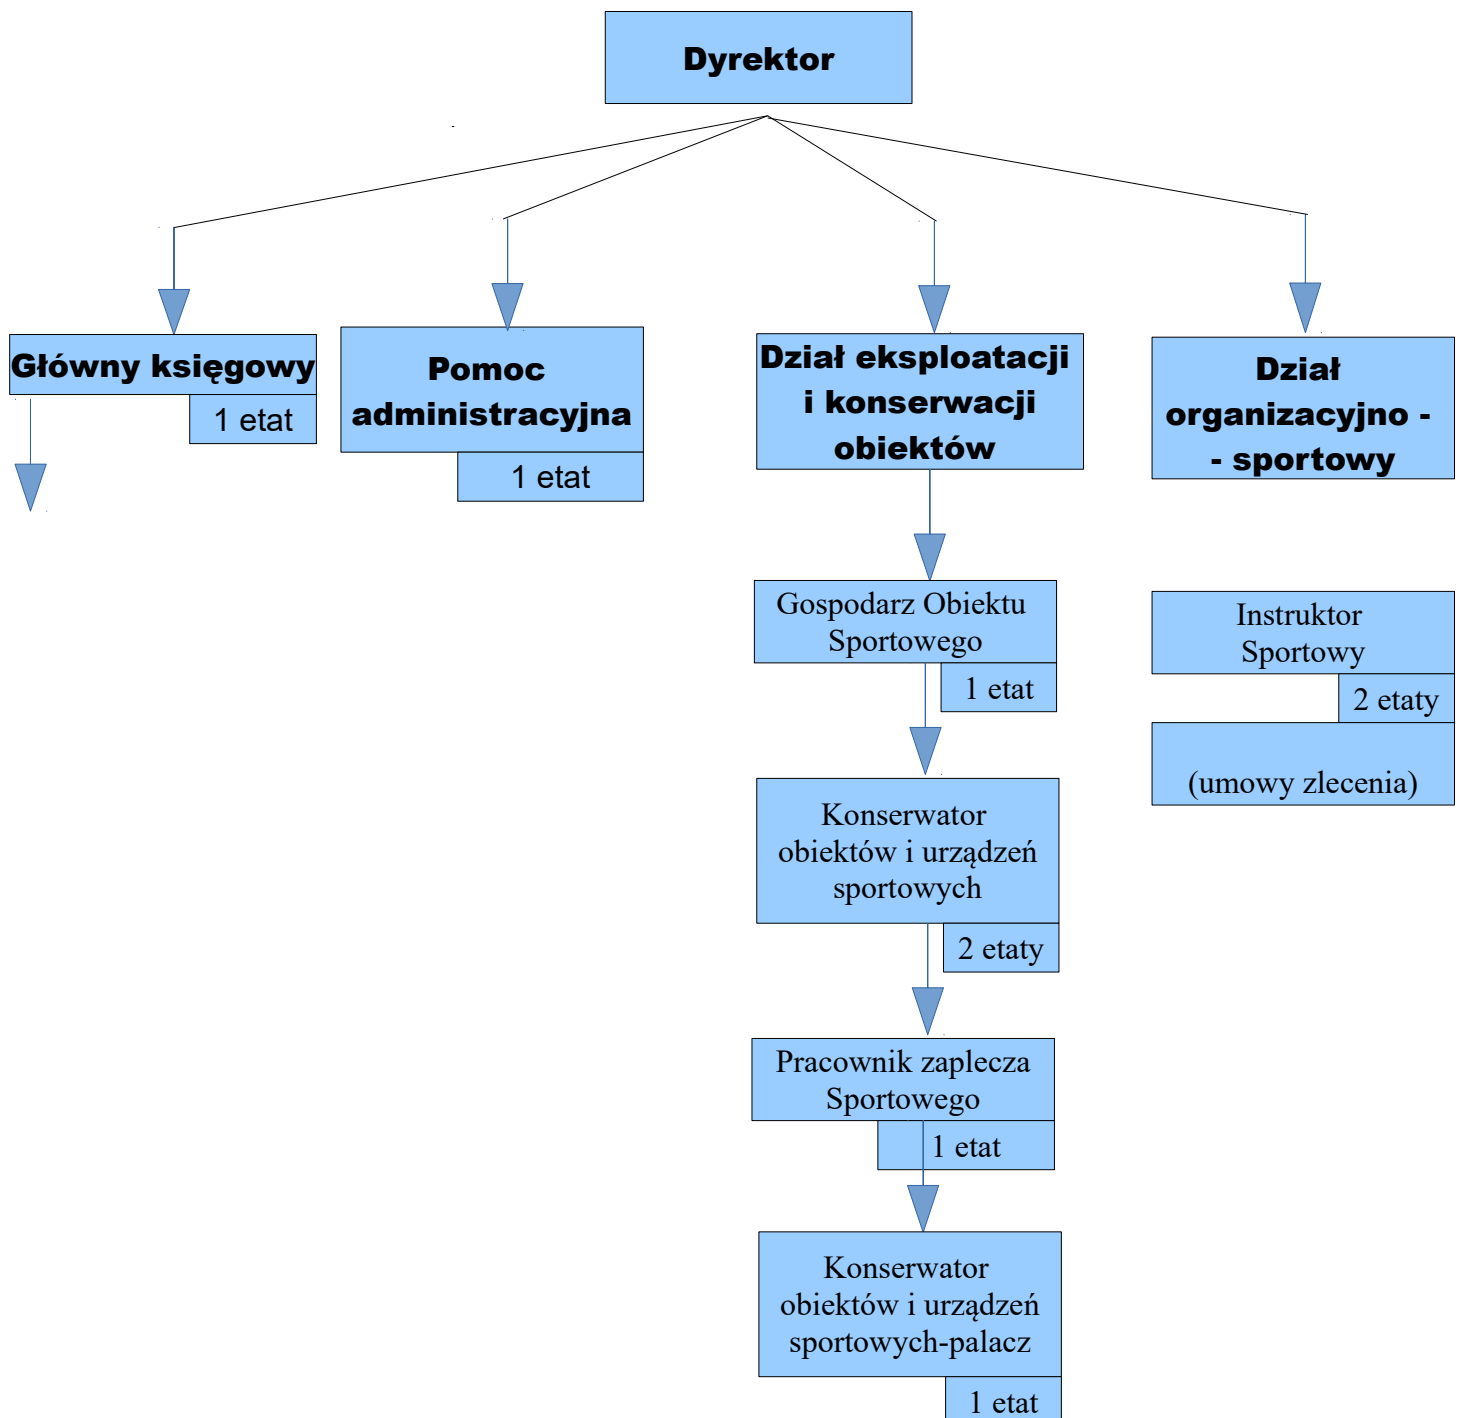 Dyrektor
Główny księgowy
1 etat
Pomoc
administracyjna
1 etat
Dział eksploatacji
i konserwacji
obiektów
Dział
organizacyjno -
- sportowy
Gospodarz Obiektu
Sportowego
1 etat
Konserwator
obiektów i urządzeń
sportowych
2 etaty
Pracownik zaplecza
Sportowego
1 etat
Konserwator
obiektów i urządzeń
sportowych-palacz
1 etat
Instruktor
Sportowy
2 etaty
(umowy zlecenia)